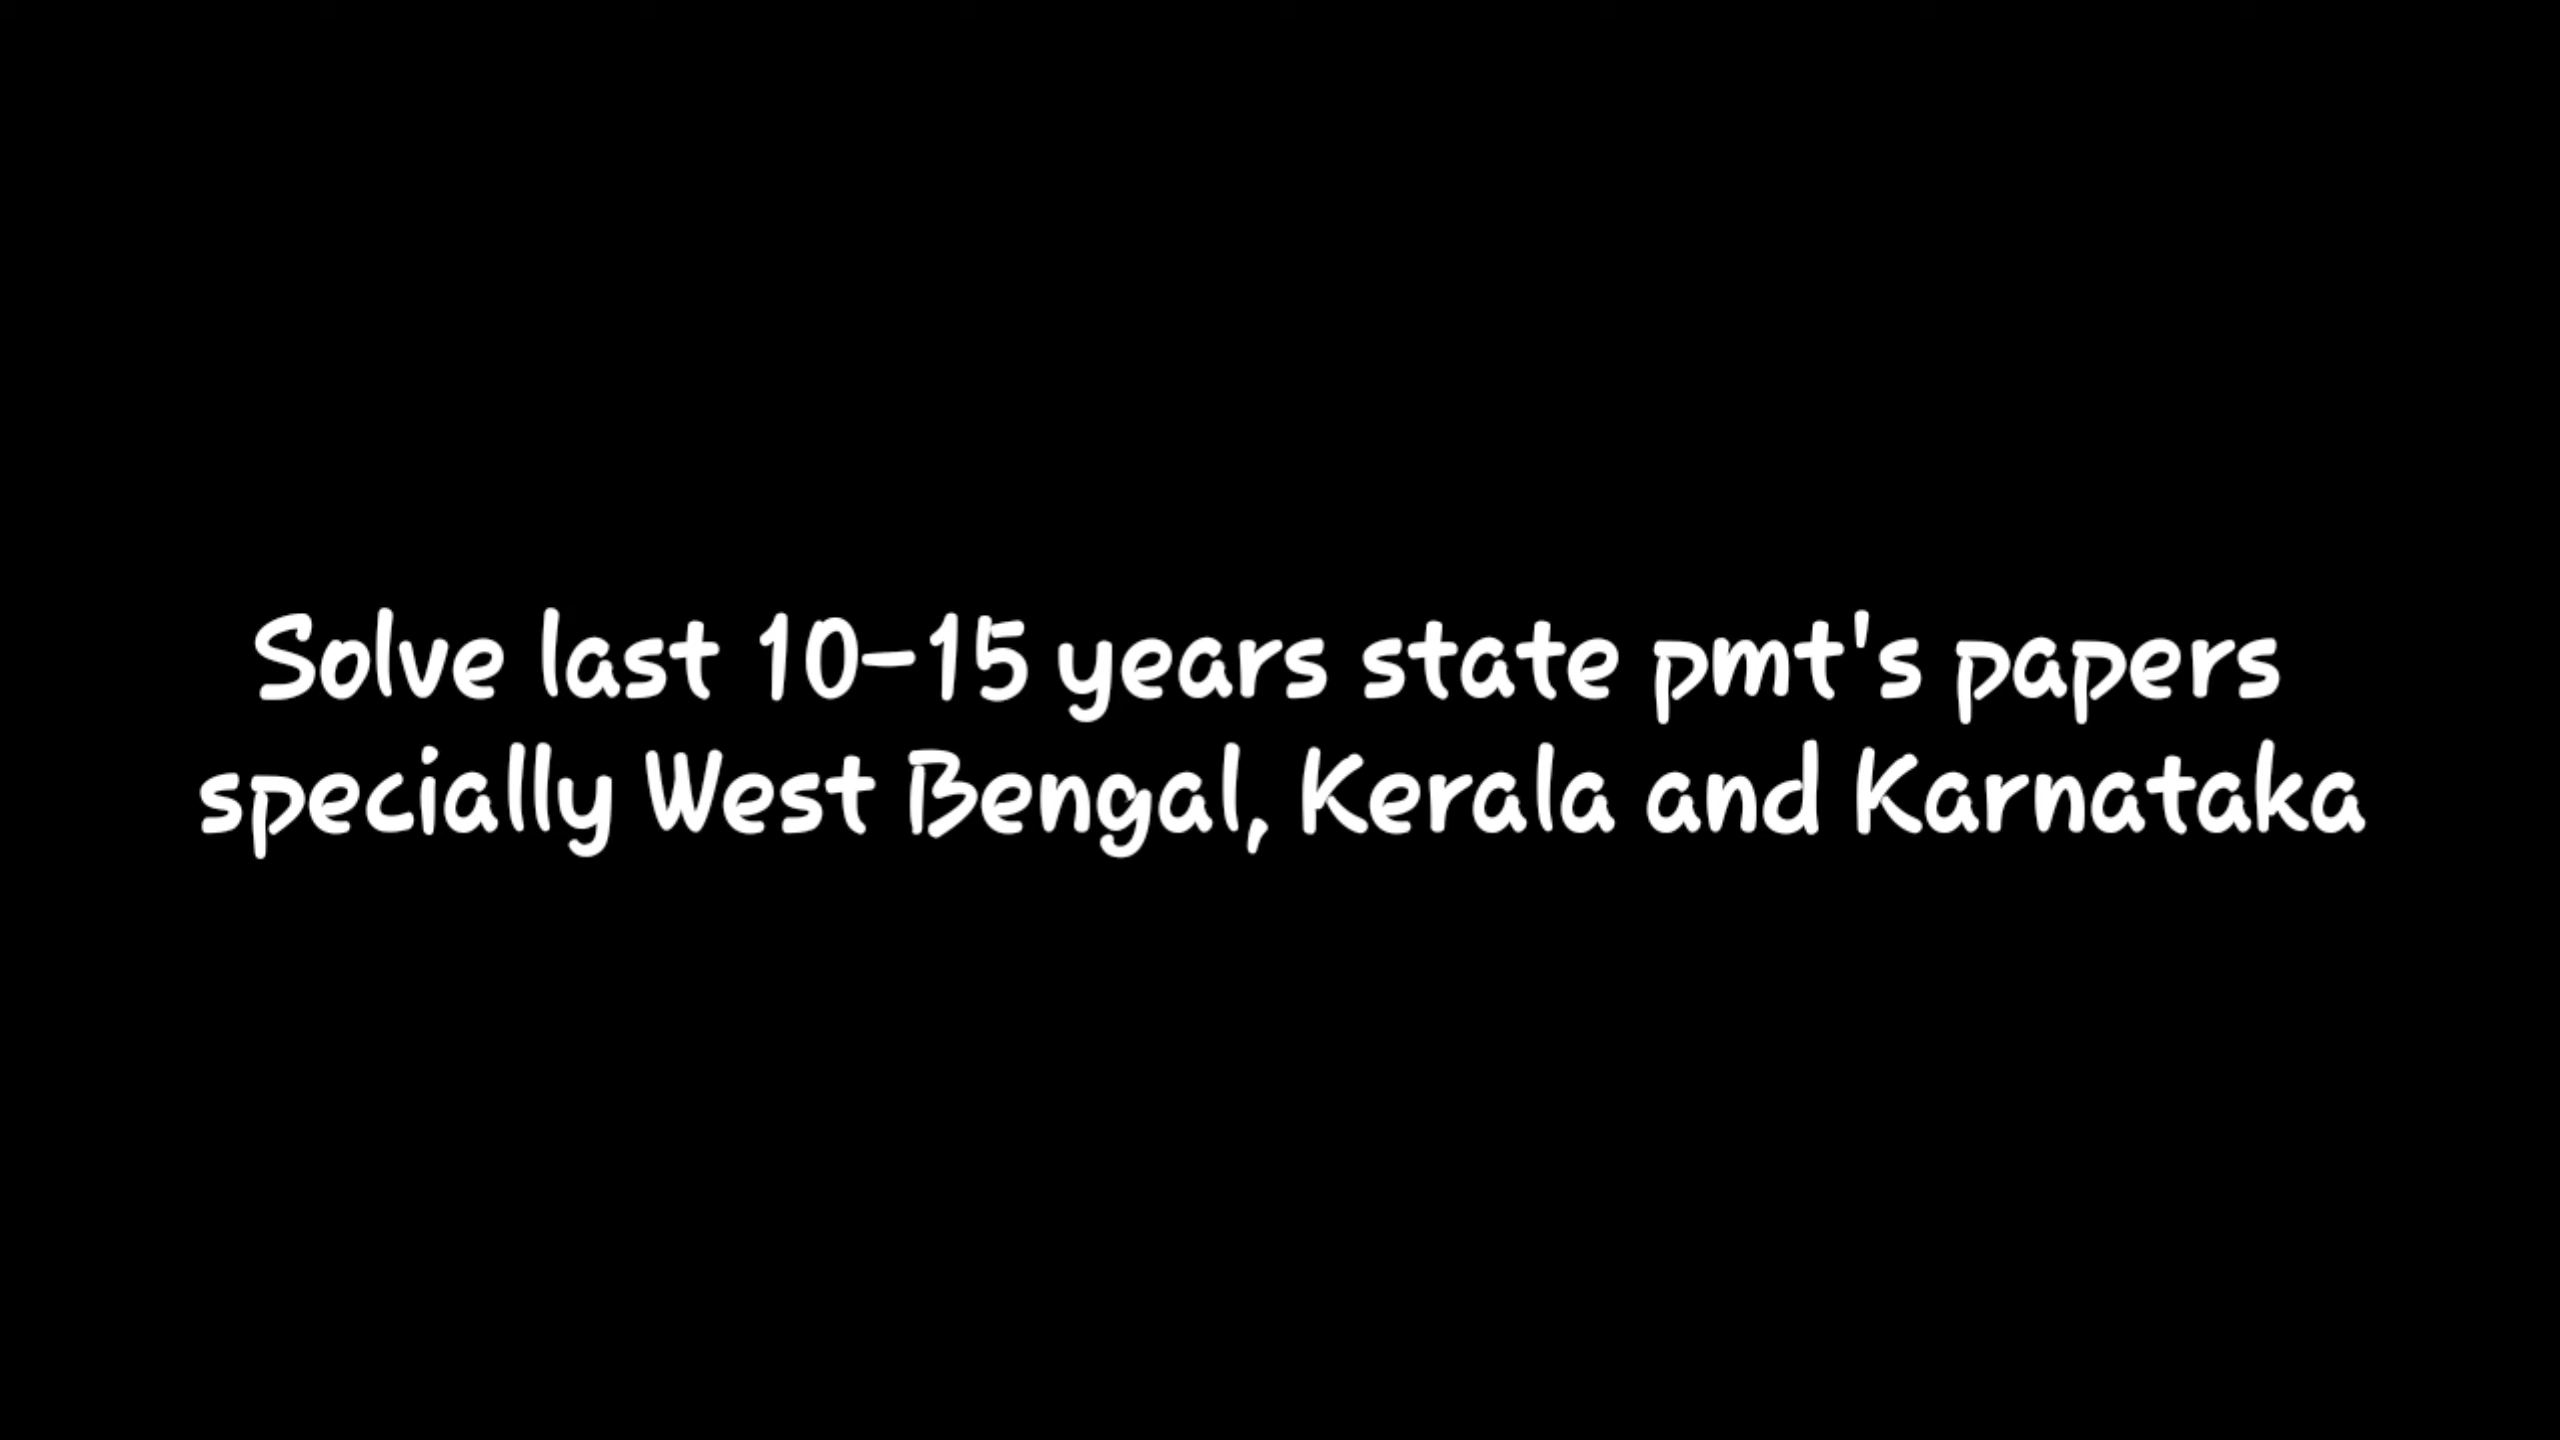 Solve last 10-15 years state pmt's papers
specially West Bengal, Kerala and Karnataka